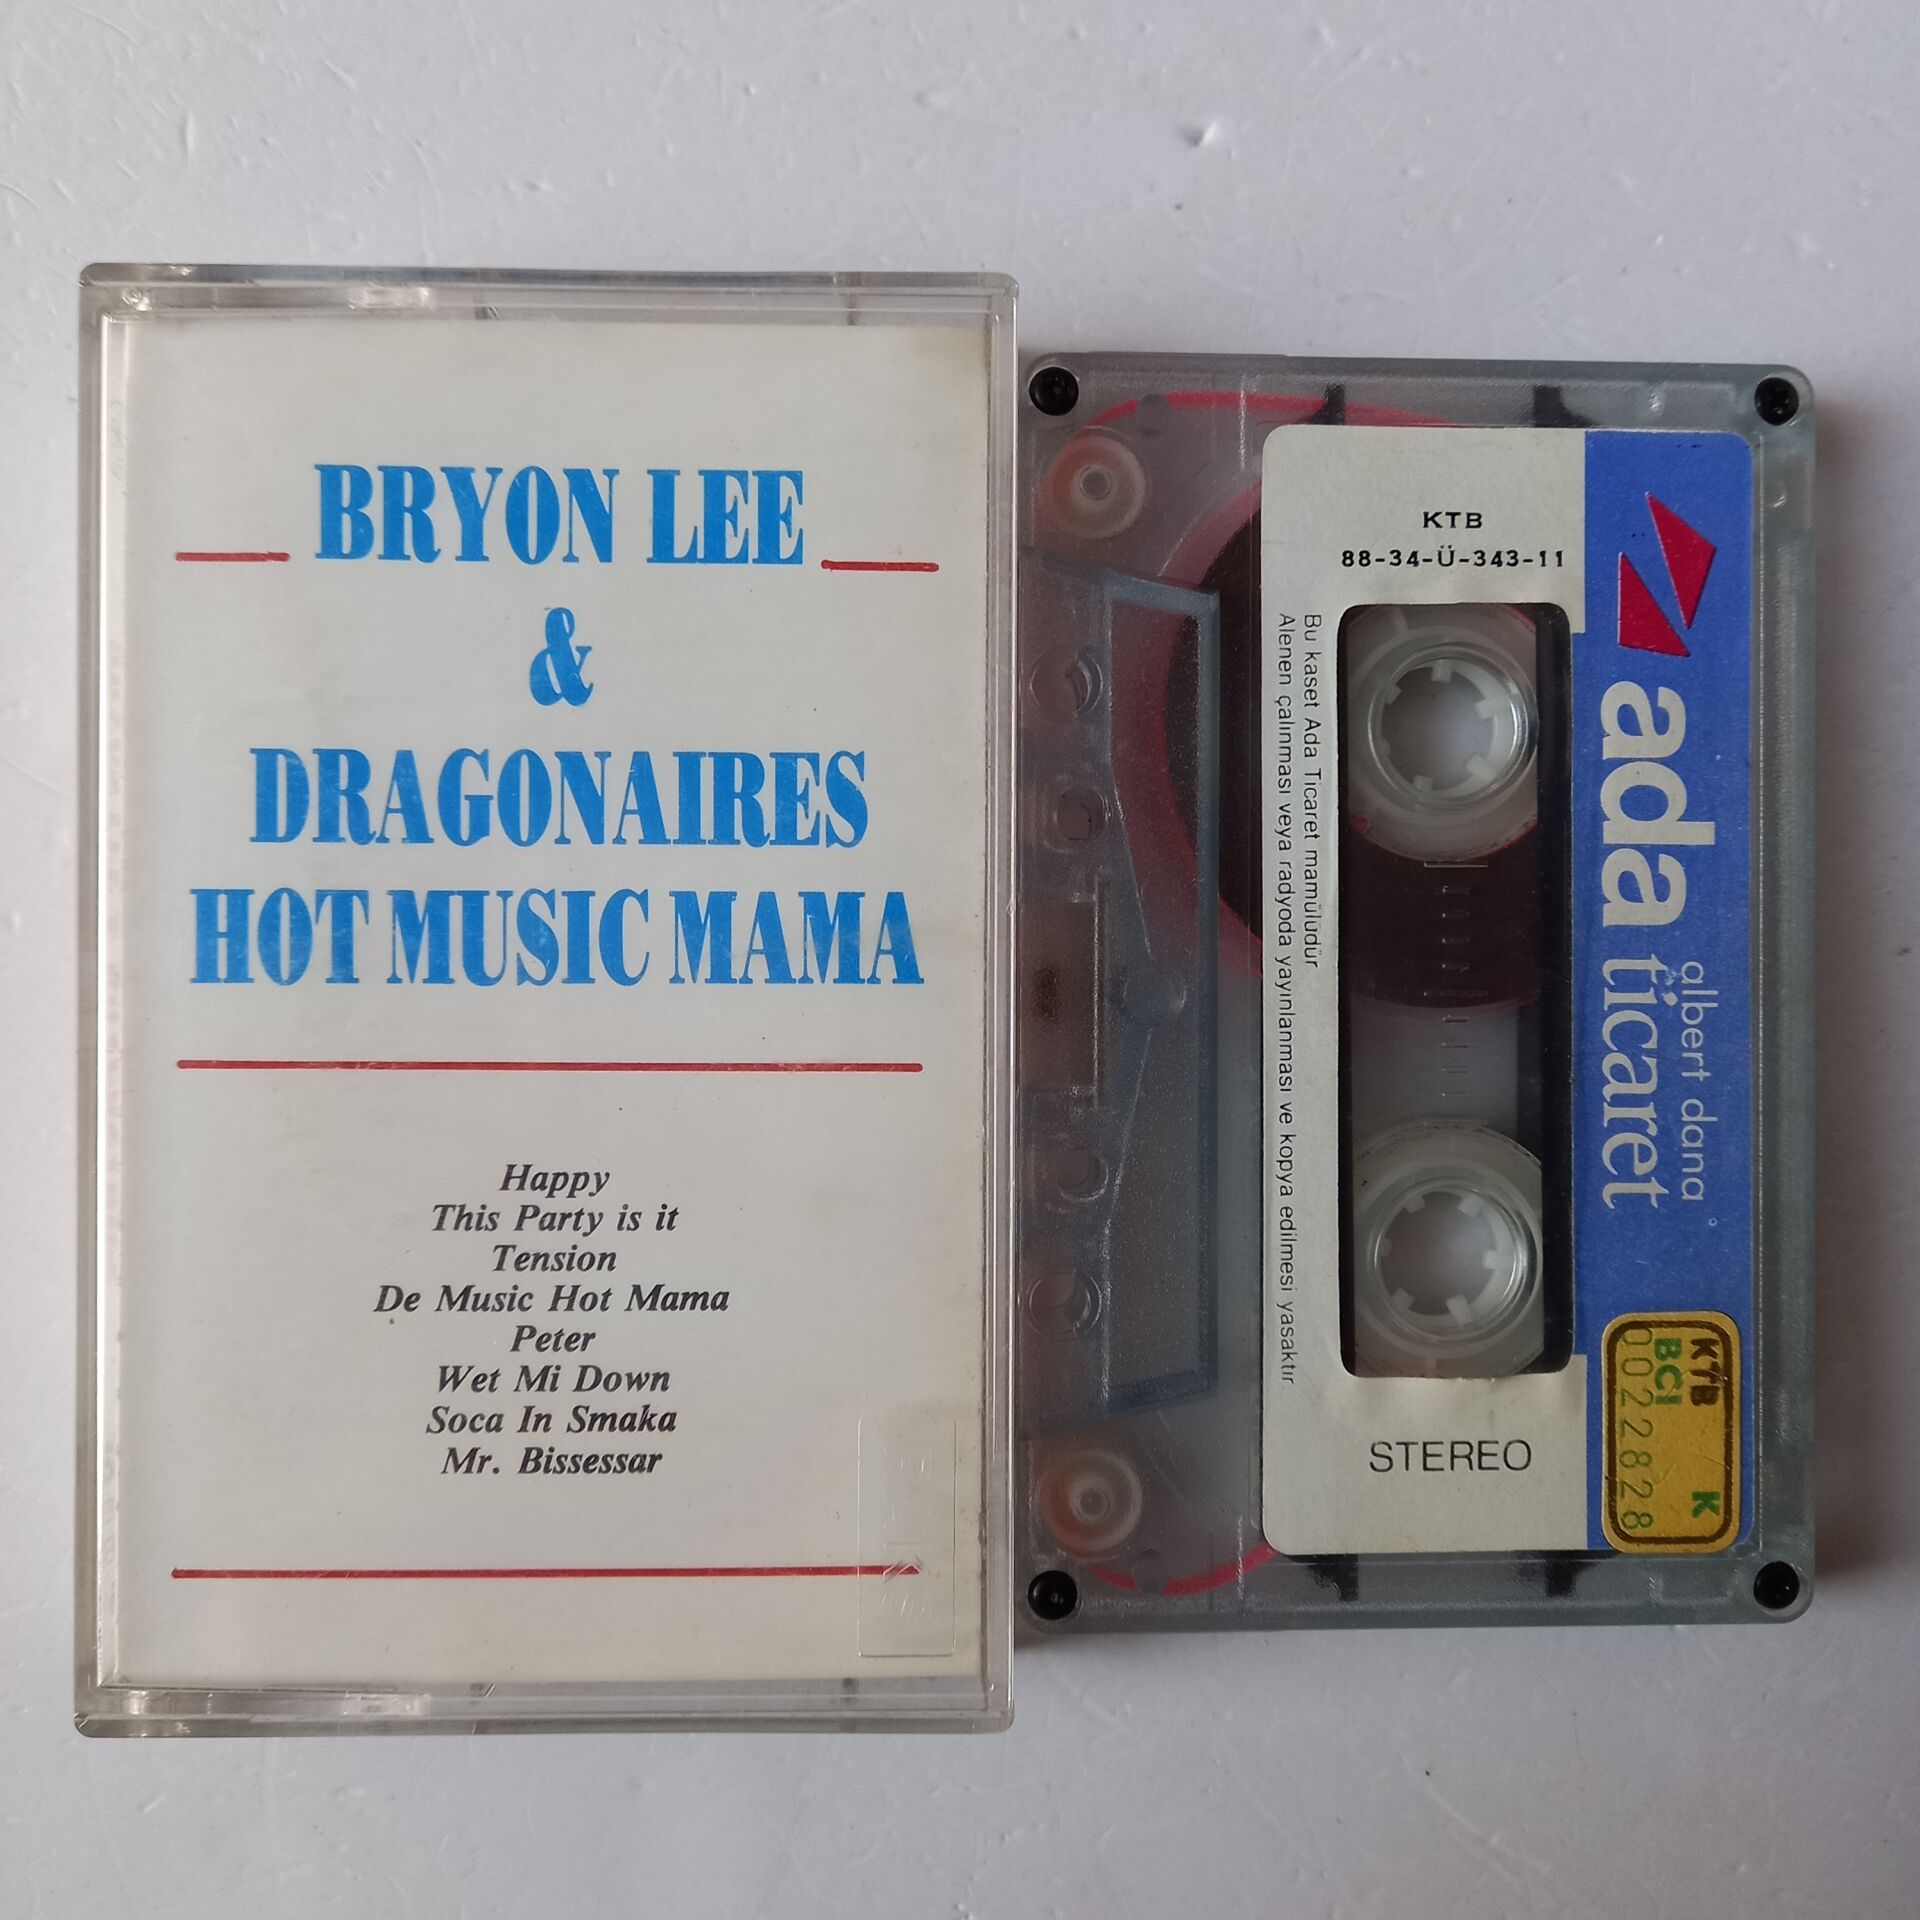 BRYON LEE
&
DRAGONAIRES
HOT MUSIC MAMA
Happy
This Party is it
Tension
De Music Hot Mama
Peter
Wet Mi Down
Soca In Smaka
Mr. Bissessar
KTB
88-34-Ü-343-11
Bu kaset Ada Ticaret mamülüdür
Alenen çalınması veya radyoda yayınlanması ve kopya edilmesi yasaktır
ada ticaret
albert dana
STEREO
KTB K
BCI
0022828